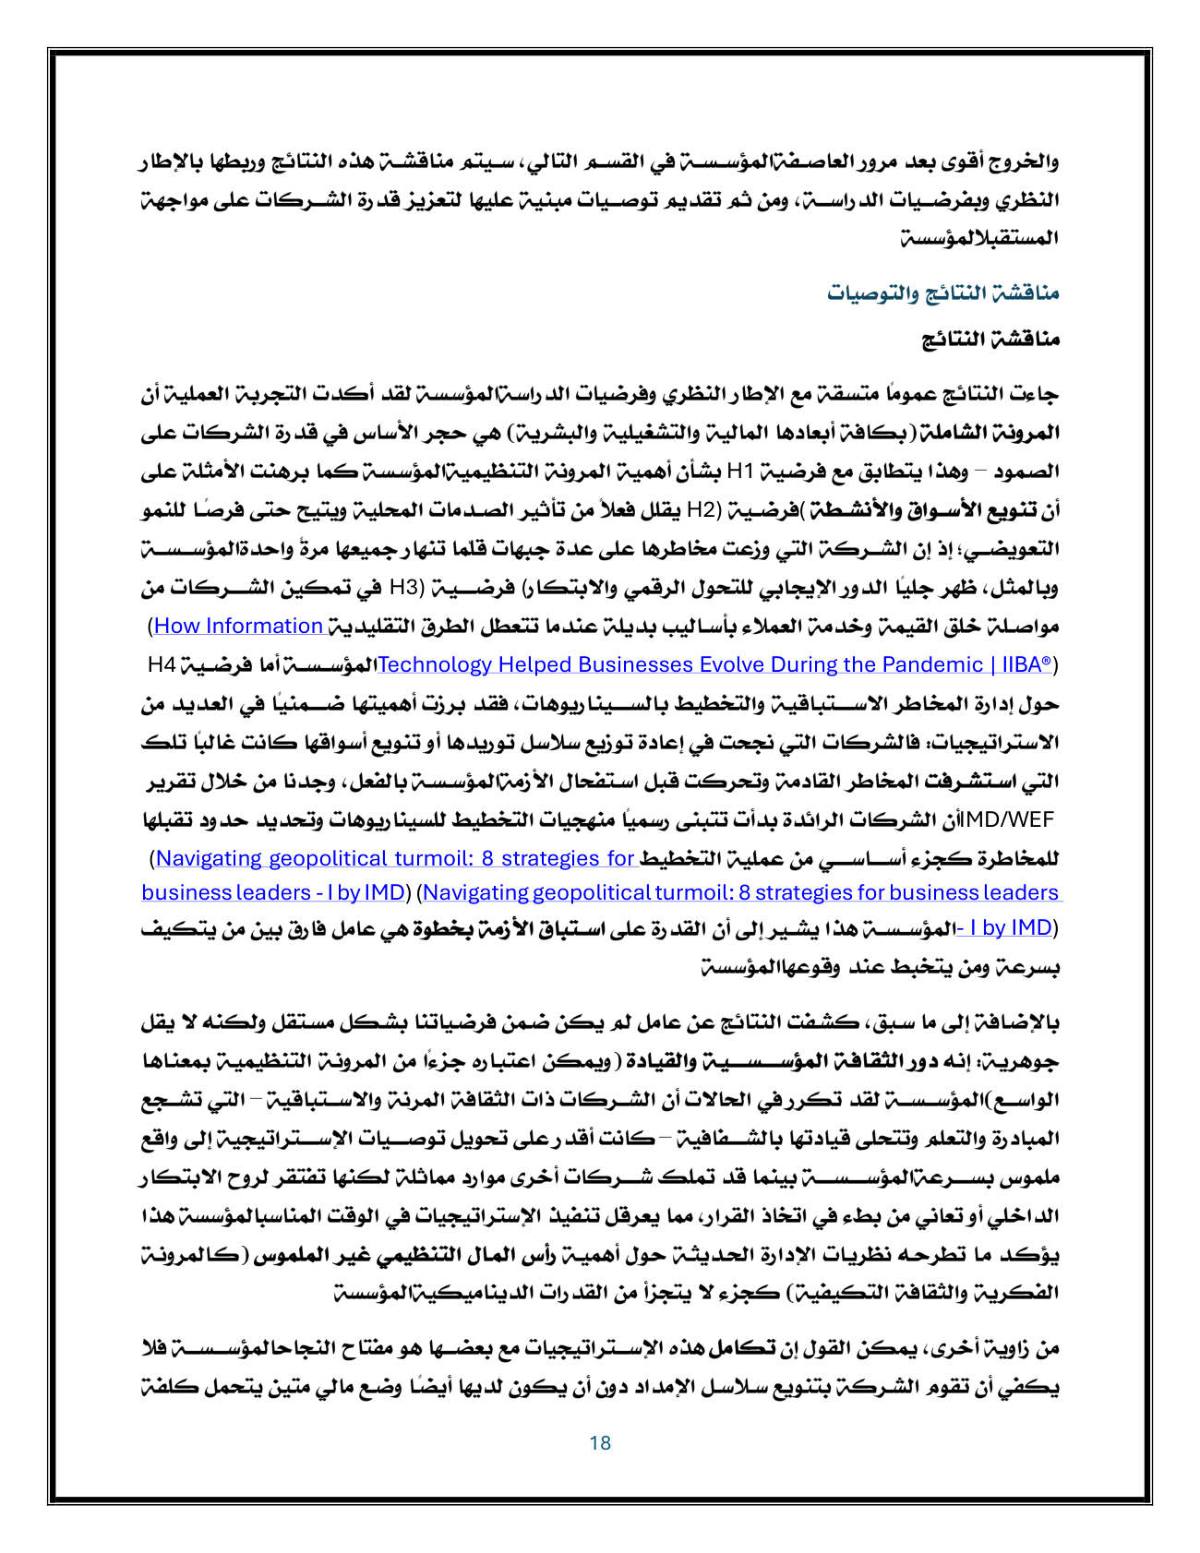 والخروج أقوى بعد مرور العاصفةالمؤسسة في القسم التالي، سيتم مناقشة هذه النتائج وربطها بالإطار
النظري وبفرضيات الدراسة، ومن ثم تقديم توصيات مبنية عليها لتعزيز قدرة الشركات على مواجهة
المستقبلالمؤسسة
مناقشة النتائج والتوصيات
مناقشة النتائج
جاءت النتائج عموماً متسقة مع الإطار النظري وفرضيات الدراسةالمؤسسة لقد أكدت التجربة العملية أن
المرونة الشاملة (بكافة أبعادها المالية والتشغيلية والبشرية) هي حجر الأساس في قدرة الشركات على
الصمود – وهذا يتطابق مع فرضية H1 بشأن أهمية المرونة التنظيميةالمؤسسة كما برهنت الأمثلة على
أن تنويع الأسواق والأنشطة )فرضية (H2 يقلل فعلاً من تأثير الصدمات المحلية ويتيح حتى فرصًا للنمو
التعويضي؛ إذ إن الشركة التي وزعت مخاطرها على عدة جبهات قلّما تنهار جميعها مرةً واحدةالمؤسسة
وبالمثل، ظهر جليًا الدور الإيجابي للتحول الرقمي والابتكار) فرضية (H3 في تمكين الشركات من
مواصلة خلق القيمة وخدمة العملاء بأساليب بديلة عندما تتعطل الطرق التقليدية How Information)
(Technology Helped Businesses Evolve During the Pandemic | IIBA®المؤسسة أما فرضية H4
حول إدارة المخاطر الاستباقية والتخطيط بالسيناريوهات، فقد برزت أهميتها ضمنيًا في العديد من
الاستراتيجيات: فالشركات التي نجحت في إعادة توزيع سلاسل توريدها أو تنويع أسواقها كانت غالبًا تلك
التي استشرفت المخاطر القادمة وتحركت قبل استفحال الأزمةالمؤسسة بالفعل، وجدنا من خلال تقرير
IMD/WEFأن الشركات الرائدة بدأت تتبنى رسمياً منهجيات التخطيط للسيناريوهات وتحديد حدود تقبلها
للمخاطرة كجزء أساسي من عملية التخطيط Navigating geopolitical turmoil: 8 strategies for)
business leaders - I by IMD) (Navigating geopolitical turmoil: 8 strategies for business leaders
(- I by IMDالمؤسسة هذا يشير إلى أن القدرة على استباق الأزمة بخطوة هي عامل فارق بين من يتكيف
بسرعة ومن يتخبط عند وقوعهاالمؤسسة
بالإضافة إلى ما سبق، كشفت النتائج عن عامل لم يكن ضمن فرضياتنا بشكل مستقل ولكنه لا يقل
جوهرية: إنه دور الثقافة المؤسسية والقيادة (ويمكن اعتباره جزءًا من المرونة التنظيمية بمعناها
الواسع)المؤسسة لقد تكرر في الحالات أن الشركات ذات الثقافة المرنة والاستباقية – التي تشجع
المبادرة والتعلم وتتحلى قيادتها بالشفافية – كانت أقدر على تحويل توصيات الإستراتيجية إلى واقع
ملموس بسرعةالمؤسسة بينما قد تملك شركات أخرى موارد مماثلة لكنها تفتقر لروح الابتكار
الداخلي أو تعاني من بطء في اتخاذ القرار، مما يعرقل تنفيذ الإستراتيجيات في الوقت المناسبالمؤسسة هذا
يؤكد ما تطرحه نظريات الإدارة الحديثة حول أهمية رأس المال التنظيمي غير الملموس (كالمرونة
الفكرية والثقافة التكيفية) كجزء لا يتجزأ من القدرات الديناميكيةالمؤسسة
من زاوية أخرى، يمكن القول إن تكامل هذه الإستراتيجيات مع بعضها هو مفتاح النجاحالمؤسسة فلا
يكفي أن تقوم الشركة بتنويع سلاسل الإمداد دون أن يكون لديها أيضًا وضع مالي متين يتحمل كلفة
18